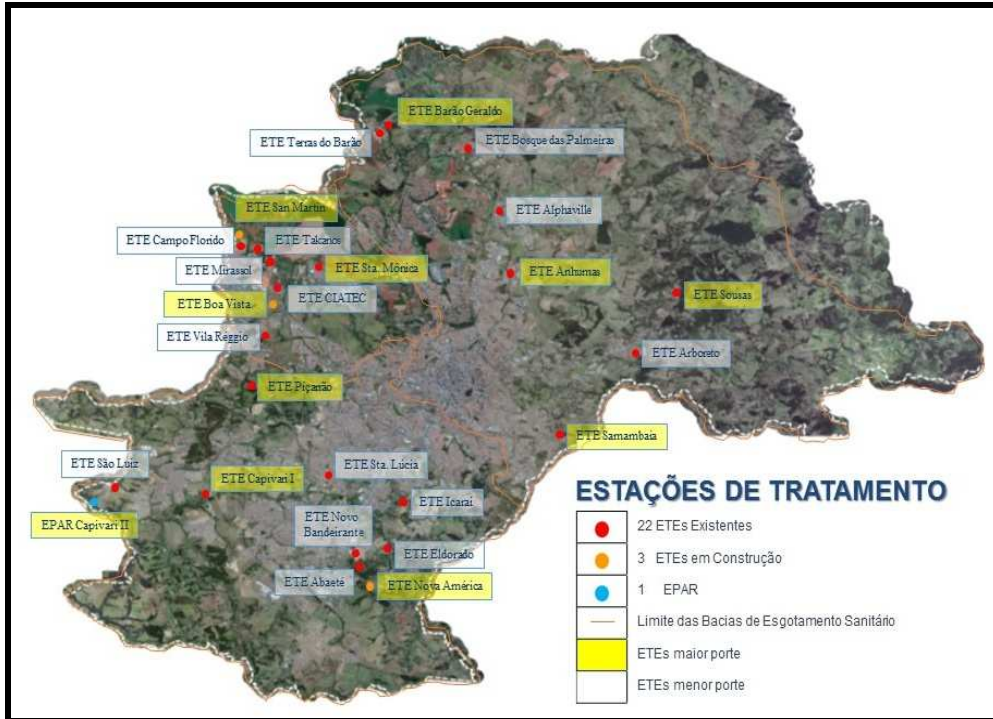 ETE Barão Geraldo
ETE Terras do Barão
ETE Bosque das Palmeiras
ETE San Martin
ETE Alphaville
ETE Campo Florido
ETE Takanos
ETE Mirassol
ETE Sta. Mônica
ETE Anhumas
ETE Boa Vista
ETE CIATEC
ETE Sousas
ETE Vila Reggio
ETE Arboreto
ETE Piçarrão
ETE Samambaia
ETE São Luiz
ETE Sta. Lúcia
ETE Capivari I
ETE Icaraí
EPAR Capivari II
ETE Novo
Bandeirante
ETE Eldorado
ETE Abaeté
ETE Nova América
ESTAÇÕES DE TRATAMENTO
22 ETEs Existentes
3 ETEs em Construção
1 EPAR
Limite das Bacias de Esgotamento Sanitário
ETEs maior porte
ETEs menor porte